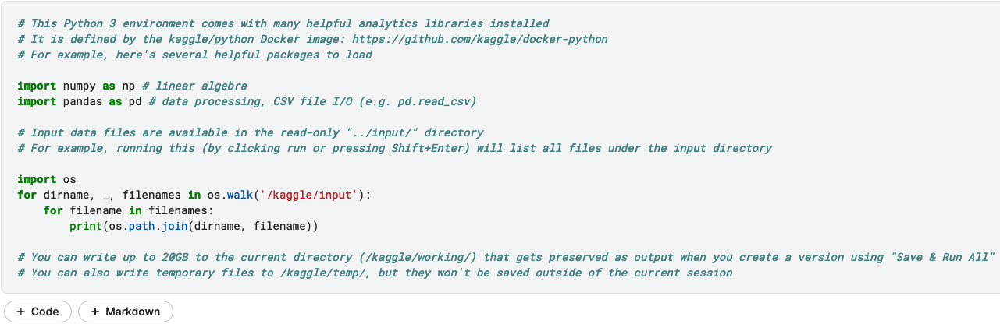 # This Python 3 environment comes with many helpful analytics libraries installed
# It is defined by the kaggle/python Docker image: https://github.com/kaggle/docker-python
# For example, here's several helpful packages to load
import numpy as np # linear algebra
import pandas as pd # data processing, CSV file I/O (e.g. pd.read_csv)
# Input data files are available in the read-only "../input/" directory
# For example, running this (by clicking run or pressing Shift+Enter) will list all files under the input directory
import os
for dirname, _, filenames in os.walk('/kaggle/input'):
    for filename in filenames:
        print(os.path.join(dirname, filename))
# You can write up to 20GB to the current directory (/kaggle/working/) that gets preserved as output when you create a version using "Save & Run All"
# You can also write temporary files to /kaggle/temp/, but they won't be saved outside of the current session
+ Code + Markdown